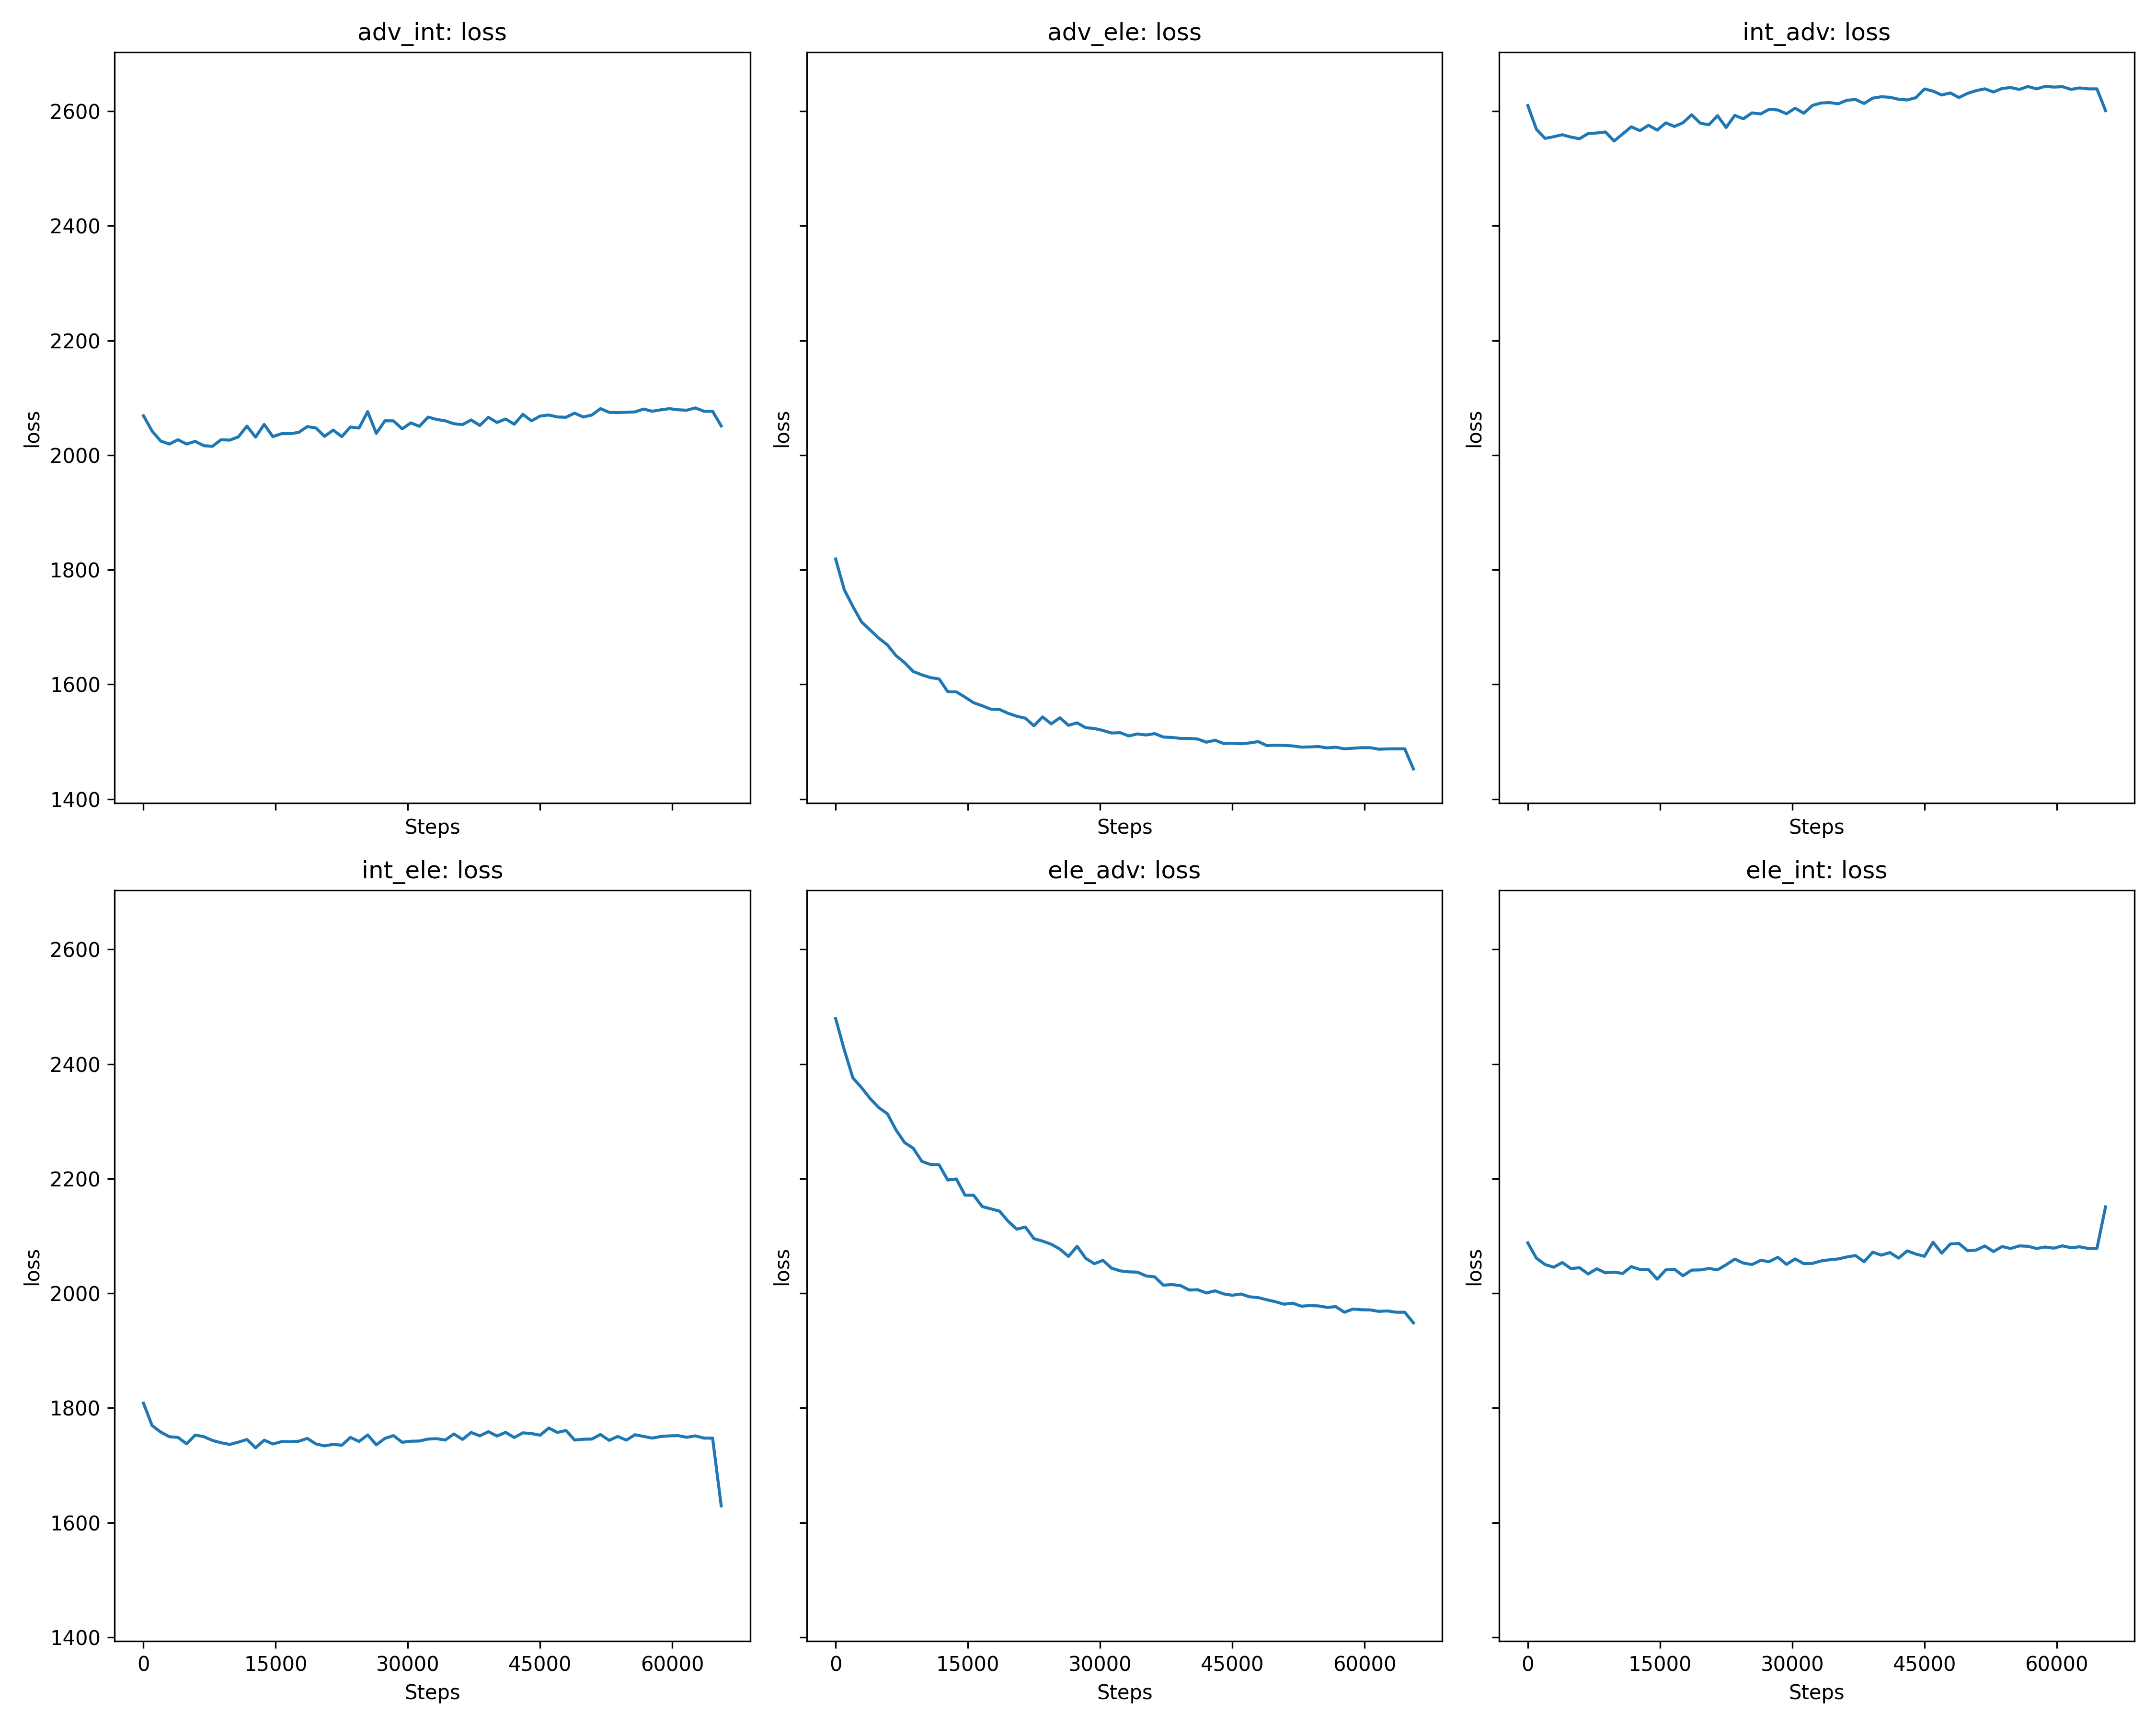 adv_int: loss
adv_ele: loss
int_adv: loss
2600
2400
2200
2000
1800
1600
1400
loss
loss
loss
Steps
Steps
Steps
int_ele: loss
ele_adv: loss
ele_int: loss
2600
2400
2200
2000
1800
1600
1400
loss
loss
loss
0 15000 30000 45000 60000
0 15000 30000 45000 60000
0 15000 30000 45000 60000
Steps
Steps
Steps